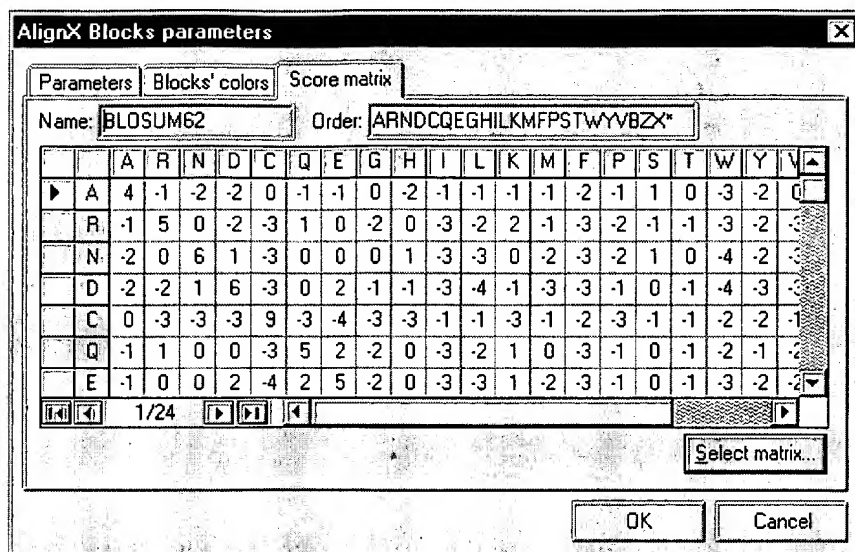 AlignX Blocks parameters
Parameters Blocks' colors Score matrix
Name: BLOSUM62 Order: ARNDCQEGHILKMFPSTWYVBZX*
A R N D C Q E G H I L K M F P S T W Y V
A 4 -1 -2 -2 0 -1 -1 0 -2 -1 -1 -1 -1 -2 -1 1 0 -3 -2 0
R -1 5 0 -2 -3 1 0 -2 0 -3 -2 2 -1 -3 -2 -1 -1 -3 -2 -3
N -2 0 6 1 -3 0 0 0 1 -3 -3 0 -2 -3 -2 1 0 -4 -2 -3
D -2 -2 1 6 -3 0 2 -1 -1 -3 -4 -1 -3 -3 -1 0 -1 -4 -3 -3
C 0 -3 -3 -3 9 -3 -4 -3 -3 -1 -1 -3 -1 -2 -3 -1 -1 -2 -2 -1
Q -1 1 0 0 -3 5 2 -2 0 -3 -2 1 0 -3 -1 0 -1 -2 -1 -2
E -1 0 0 2 -4 2 5 -2 0 -3 -3 1 -2 -3 -1 0 -1 -3 -2 -2
1/24
Select matrix...
OK Cancel